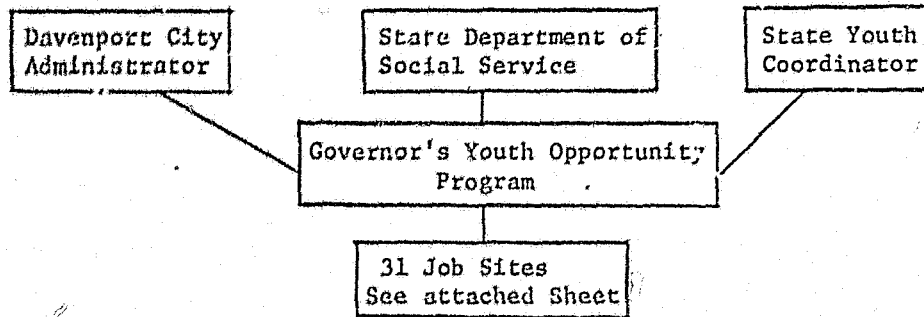 Davenport City
Administrator
State Department of
Social Service
State Youth
Coordinator
Governor's Youth Opportunity
Program
31 Job Sites
See attached Sheet